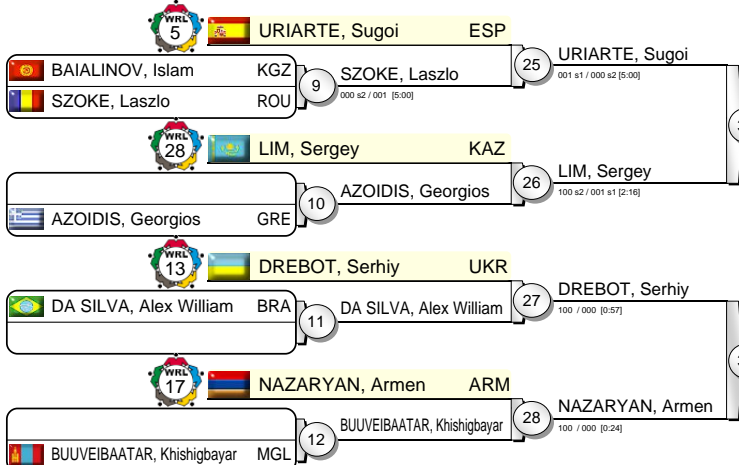 WRL
5 URIARTE, Sugoi ESP
BAIALINOV, Islam KGZ
SZOKE, Laszlo ROU
9 SZOKE, Laszlo
000 s2 / 001 [5:00]
25 URIARTE, Sugoi
001 s1 / 000 s2 [5:00]
WRL
28 LIM, Sergey KAZ
AZOIDIS, Georgios GRE
10 AZOIDIS, Georgios
26 LIM, Sergey
100 s2 / 001 s1 [2:16]
WRL
13 DREBOT, Serhiy UKR
DA SILVA, Alex William BRA
11 DA SILVA, Alex William
27 DREBOT, Serhiy
100 / 000 [0:57]
WRL
17 NAZARYAN, Armen ARM
BUUVEIBAATAR, Khishigbayar MGL
12 BUUVEIBAATAR, Khishigbayar
28 NAZARYAN, Armen
100 / 000 [0:24]